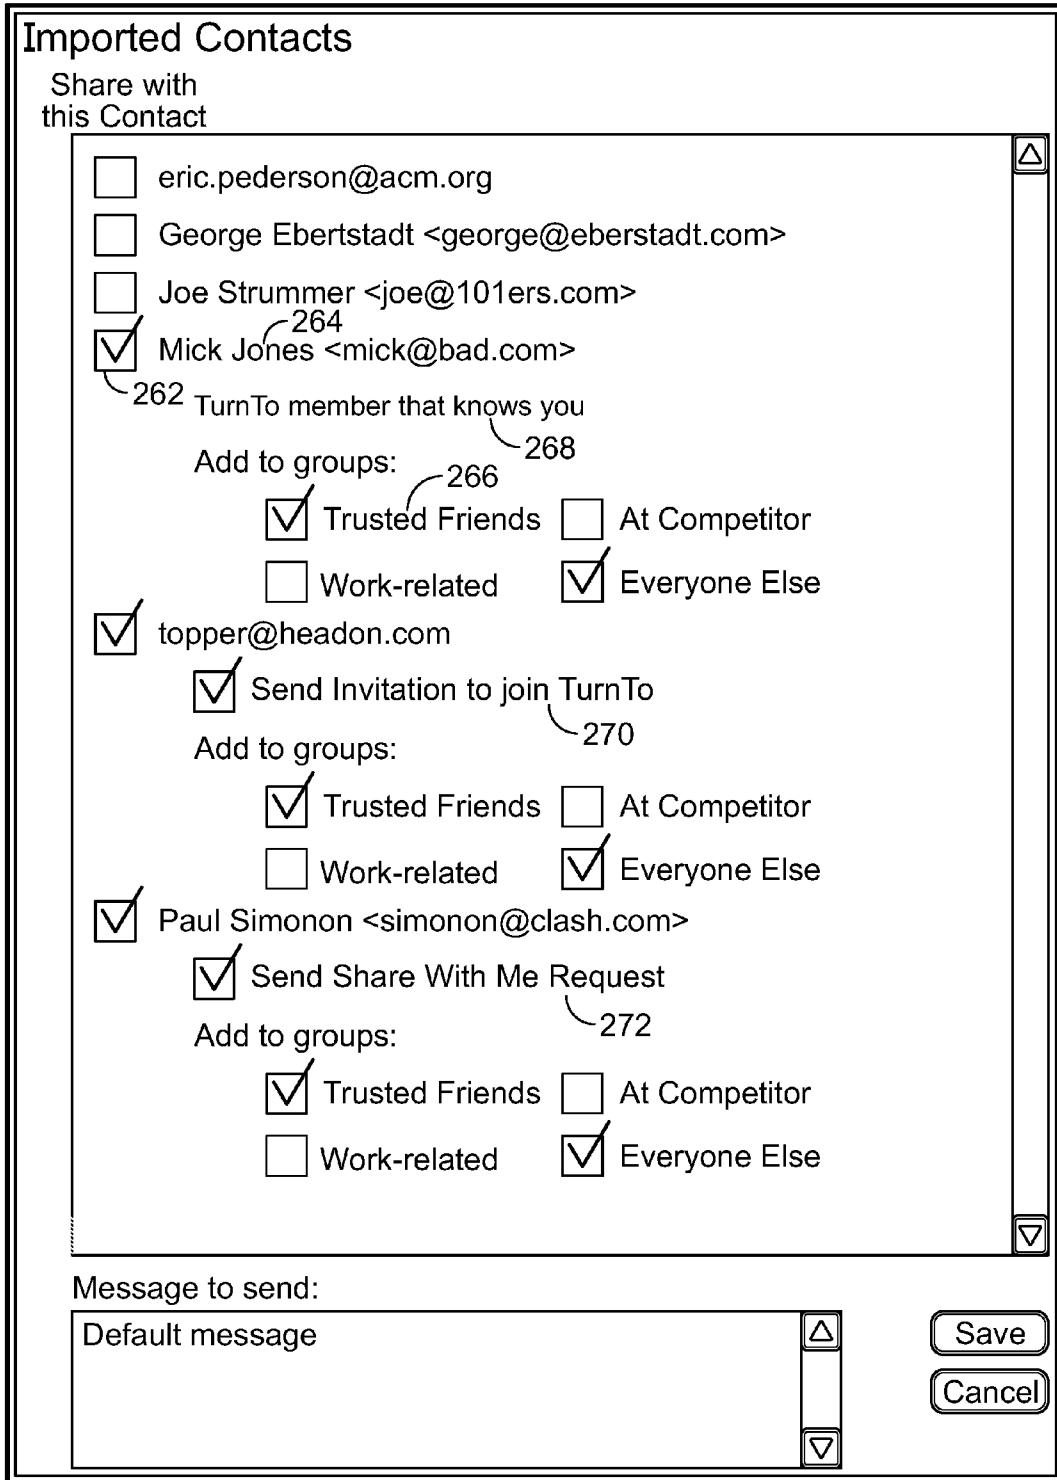 Imported Contacts
Share with
this Contact
eric.pederson@acm.org
George Ebertstadt <george@eberstadt.com>
Joe Strummer <joe@101ers.com>
264
Mick Jones <mick@bad.com>
262
TurnTo member that knows you
268
Add to groups:
266
Trusted Friends At Competitor
Work-related Everyone Else
topper@headon.com
Send Invitation to join TurnTo
270
Add to groups:
Trusted Friends At Competitor
Work-related Everyone Else
Paul Simonon <simonon@clash.com>
Send Share With Me Request
272
Add to groups:
Trusted Friends At Competitor
Work-related Everyone Else
Message to send:
Default message
Save
Cancel